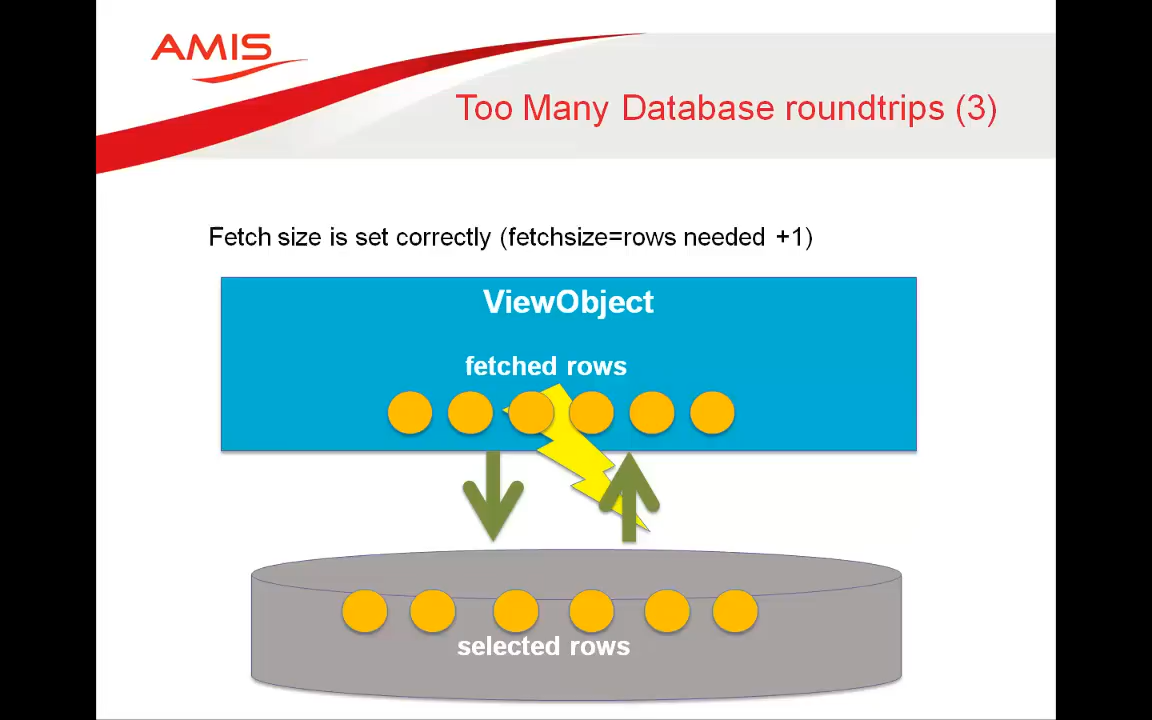 AMIS
Too Many Database roundtrips (3)
Fetch size is set correctly (fetchsize=rows needed +1)
ViewObject
fetched rows
selected rows